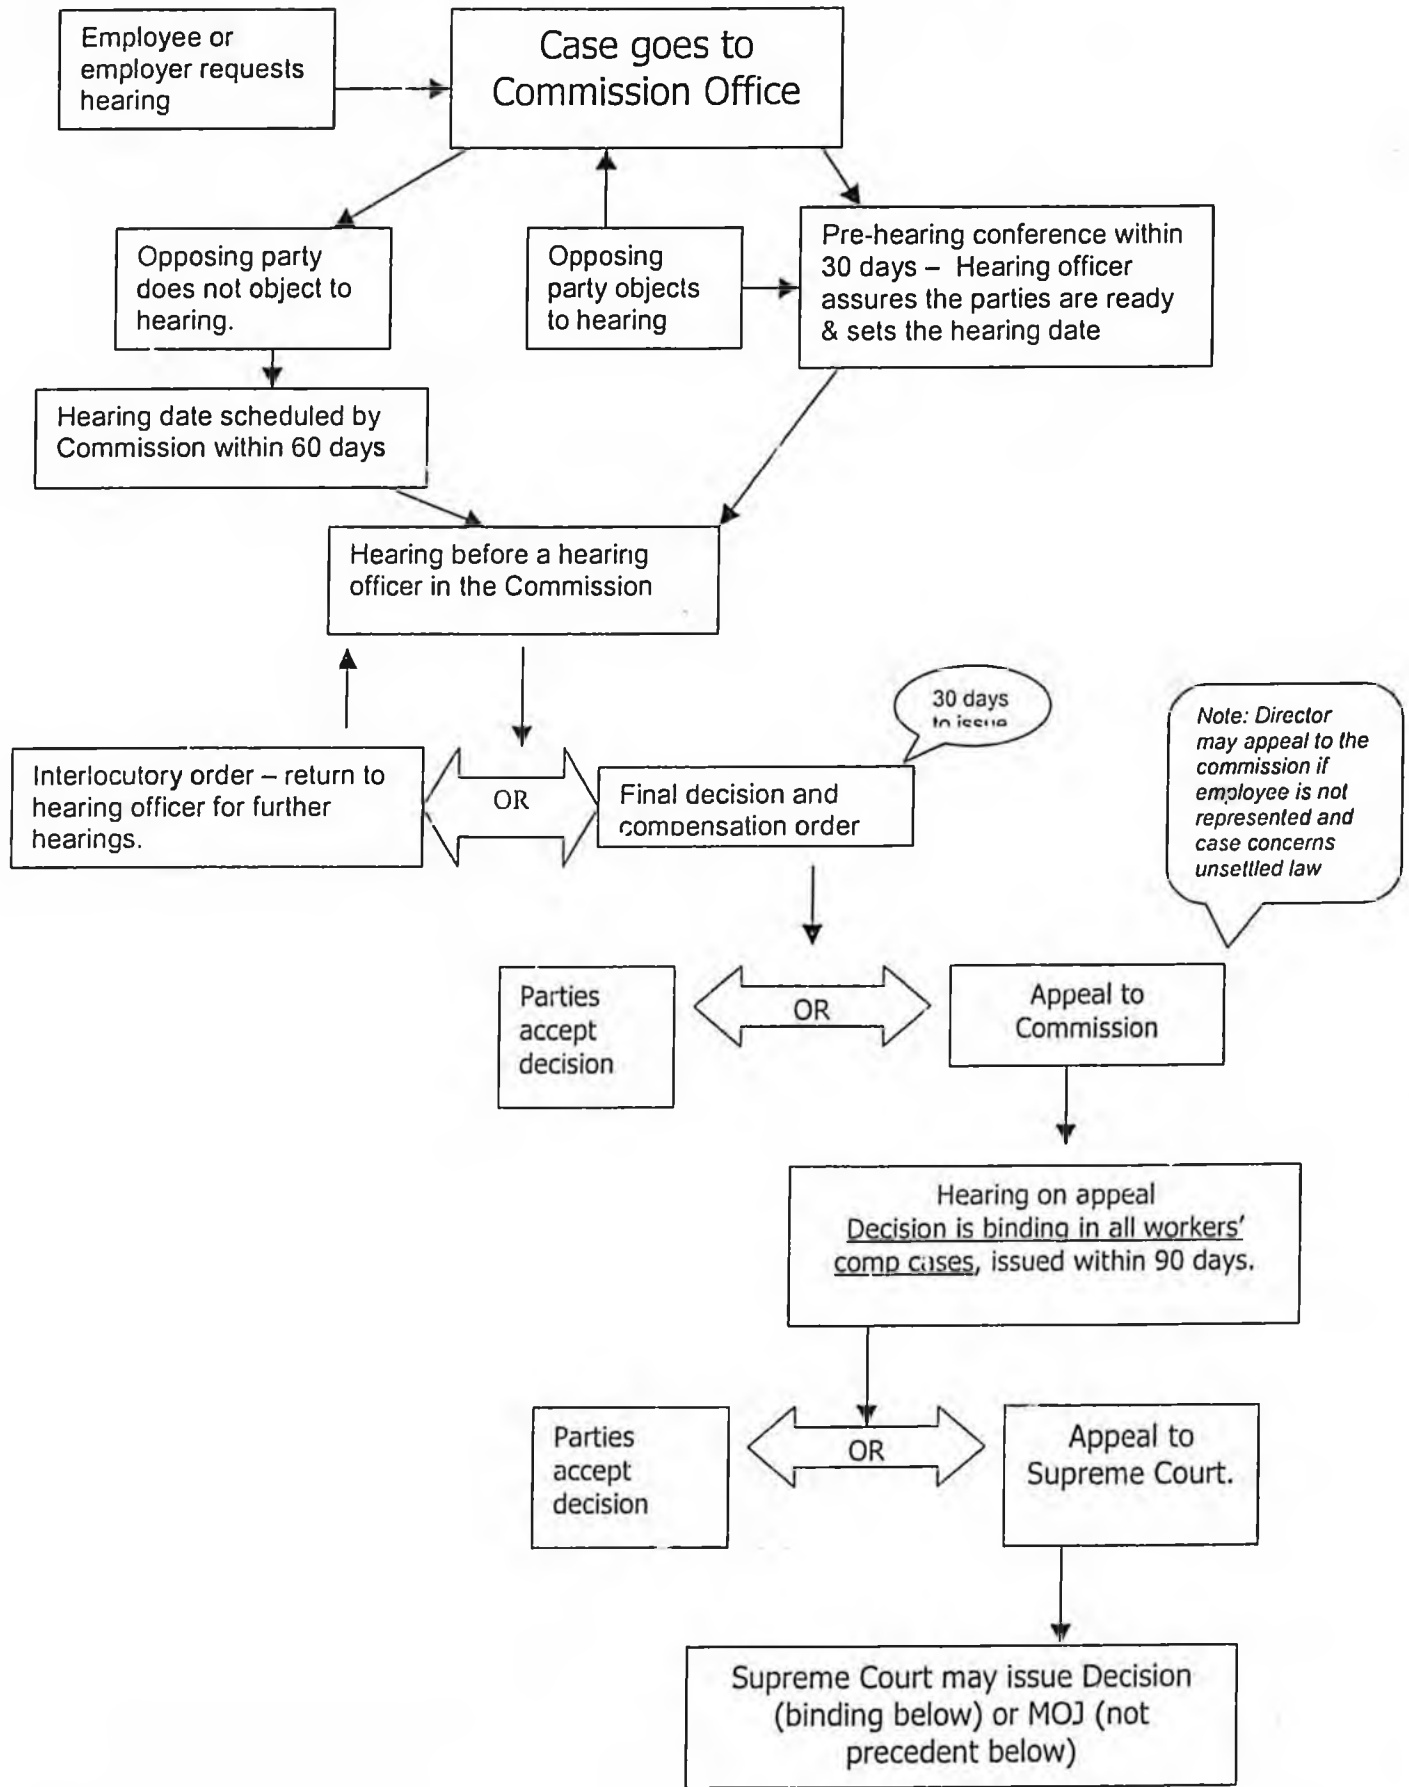 Employee or
employer requests
hearing
Case goes to
Commission Office
Opposing party
does not object to
hearing.
Opposing
party objects
to hearing
Pre-hearing conference within
30 days – Hearing officer
assures the parties are ready
& sets the hearing date
Hearing date scheduled by
Commission within 60 days
Hearing before a hearing
officer in the Commission
30 days
to issue
Note: Director
may appeal to the
commission if
employee is not
represented and
case concerns
unsettled law
Interlocutory order – return to
hearing officer for further
hearings.
OR
Final decision and
compensation order
Parties
accept
decision
OR
Appeal to
Commission
Hearing on appeal
Decision is binding in all workers'
comp cases, issued within 90 days.
Parties
accept
decision
OR
Appeal to
Supreme Court.
Supreme Court may issue Decision
(binding below) or MOJ (not
precedent below)